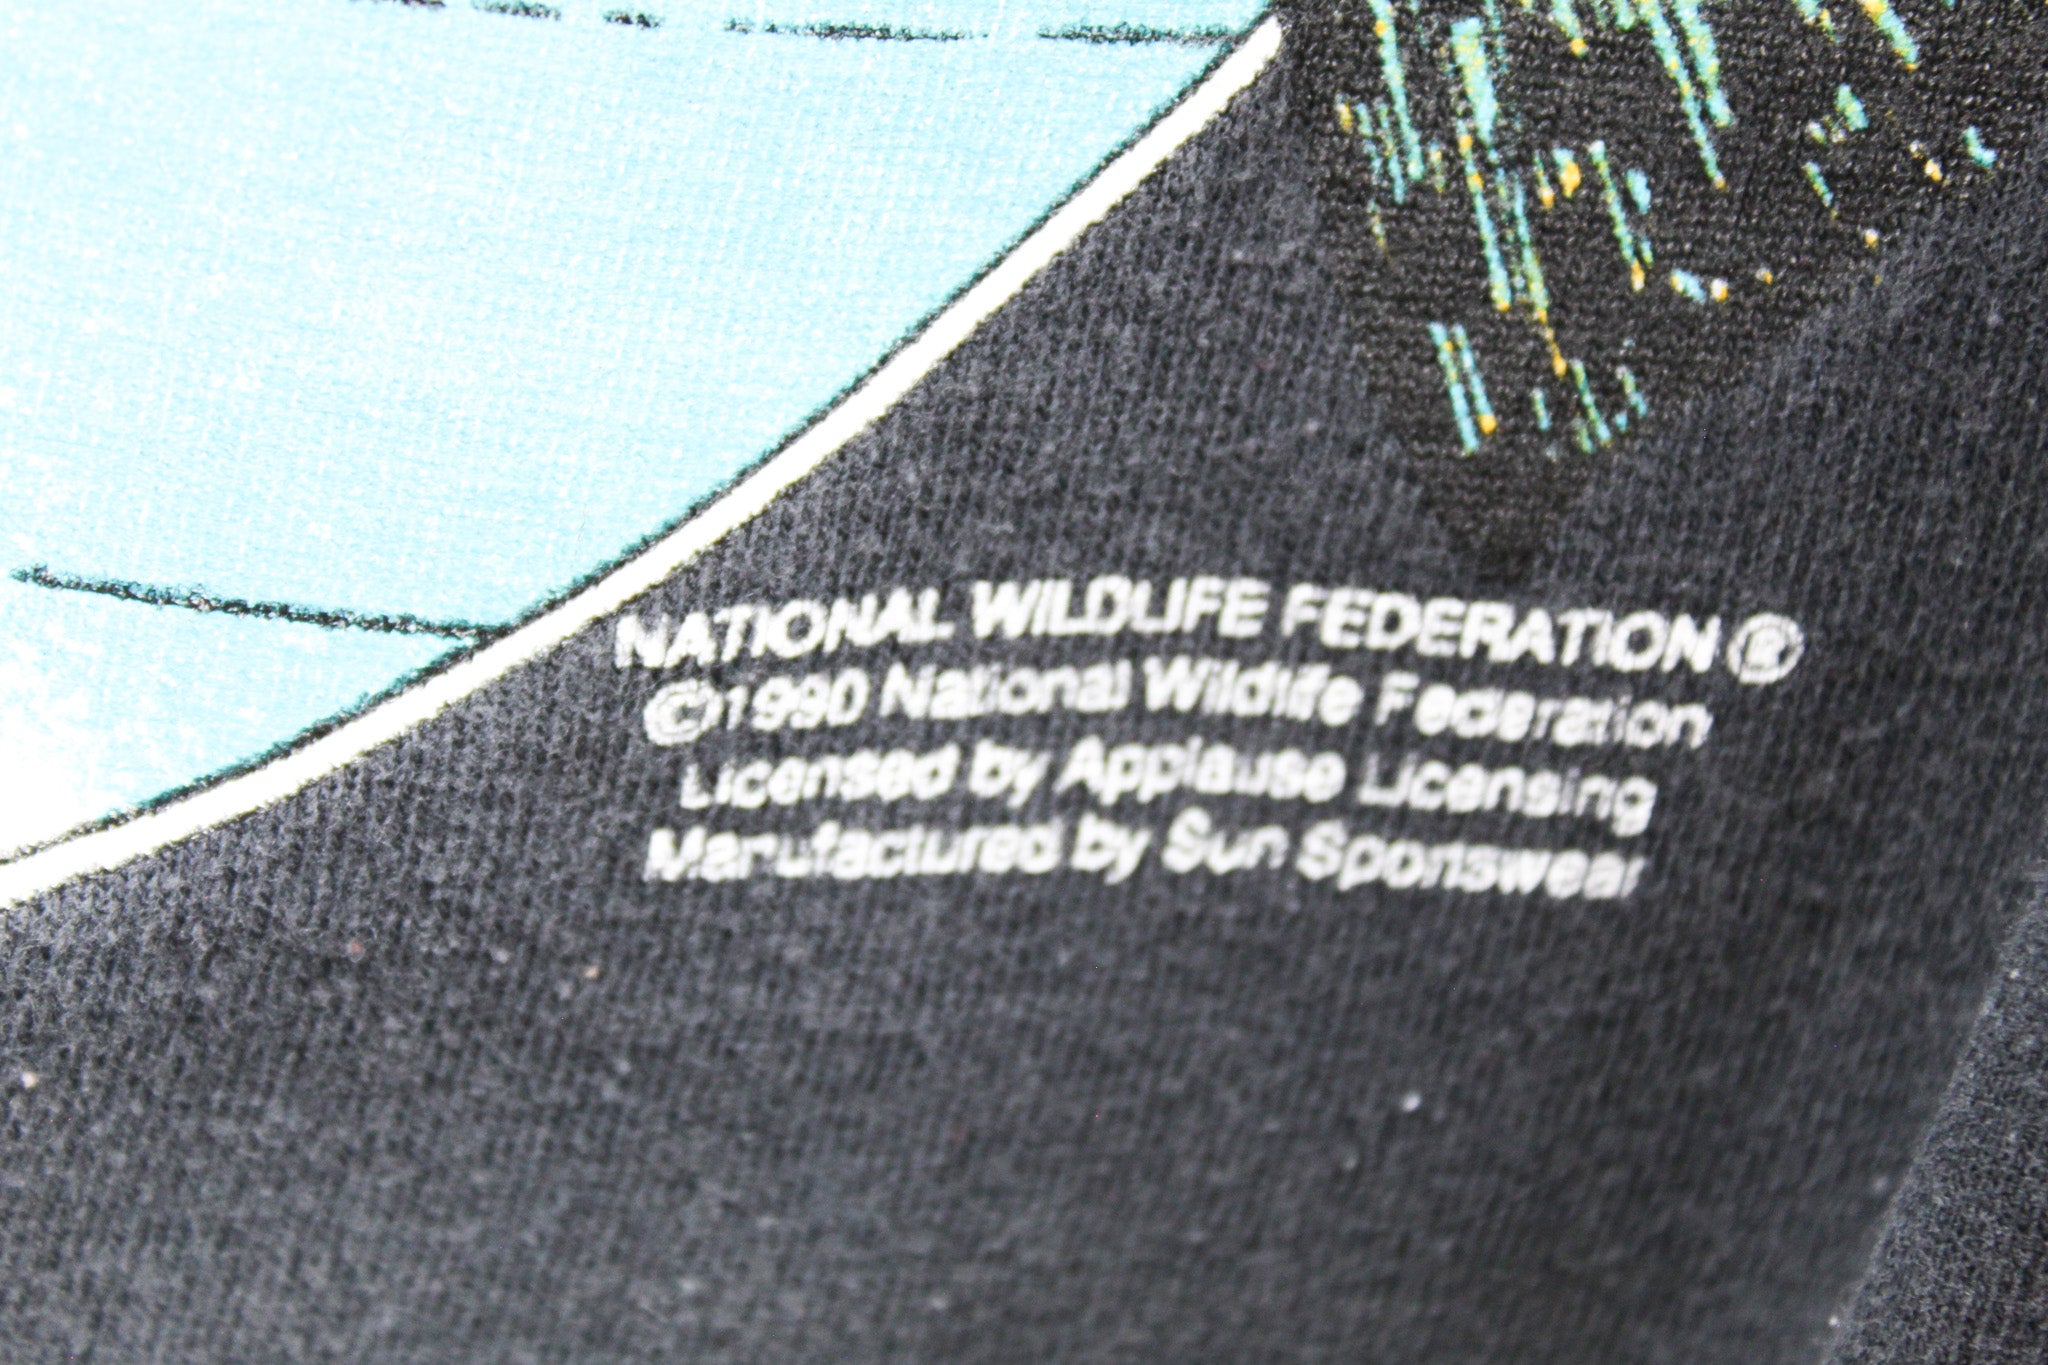 NATIONAL WILDLIFE FEDERATION ®
©1990 National Wildlife Federation
Licensed by Applause Licensing
Manufactured by Sun Sportswear